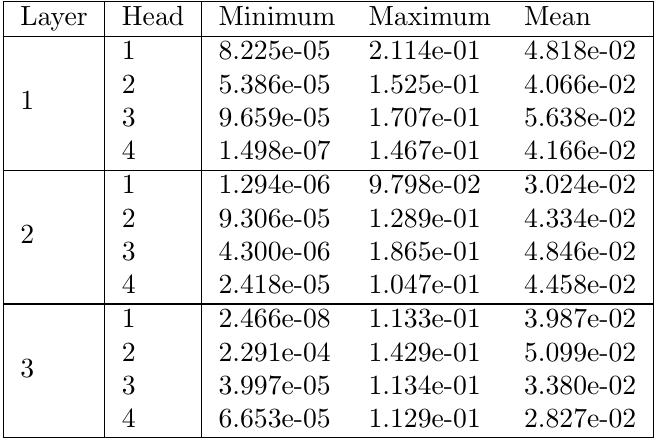 Layer Head Minimum Maximum Mean
1 8.225e-05 2.114e-01 4.818e-02
2 5.386e-05 1.525e-01 4.066e-02
1
3 9.659e-05 1.707e-01 5.638e-02
4 1.498e-07 1.467e-01 4.166e-02
1 1.294e-06 9.798e-02 3.024e-02
2 9.306e-05 1.289e-01 4.334e-02
2
3 4.300e-06 1.865e-01 4.846e-02
4 2.418e-05 1.047e-01 4.458e-02
1 2.466e-08 1.133e-01 3.987e-02
2 2.291e-04 1.429e-01 5.099e-02
3
3 3.997e-05 1.134e-01 3.380e-02
4 6.653e-05 1.129e-01 2.827e-02